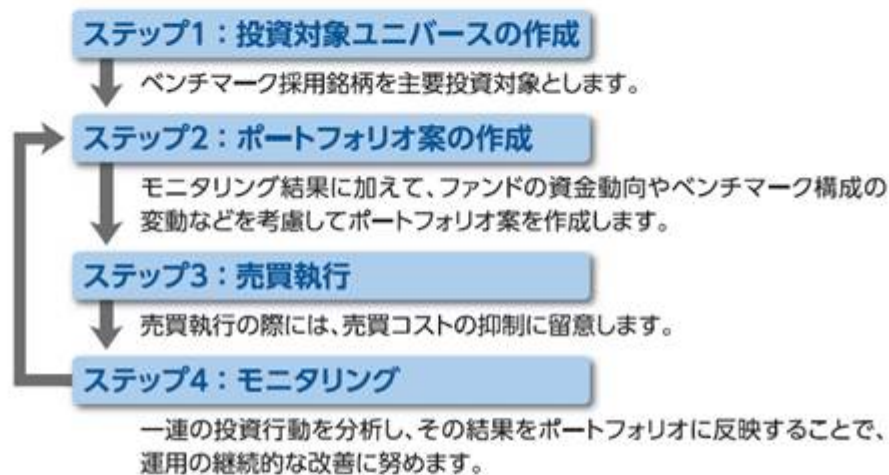 ステップ1：投資対象ユニバースの作成
ベンチマーク採用銘柄を主要投資対象とします。
ステップ2：ポートフォリオ案の作成
モニタリング結果に加えて、ファンドの資金動向やベンチマーク構成の
変動などを考慮してポートフォリオ案を作成します。
ステップ3：売買執行
売買執行の際には、売買コストの抑制に留意します。
ステップ4：モニタリング
一連の投資行動を分析し、その結果をポートフォリオに反映することで、
運用の継続的な改善に努めます。